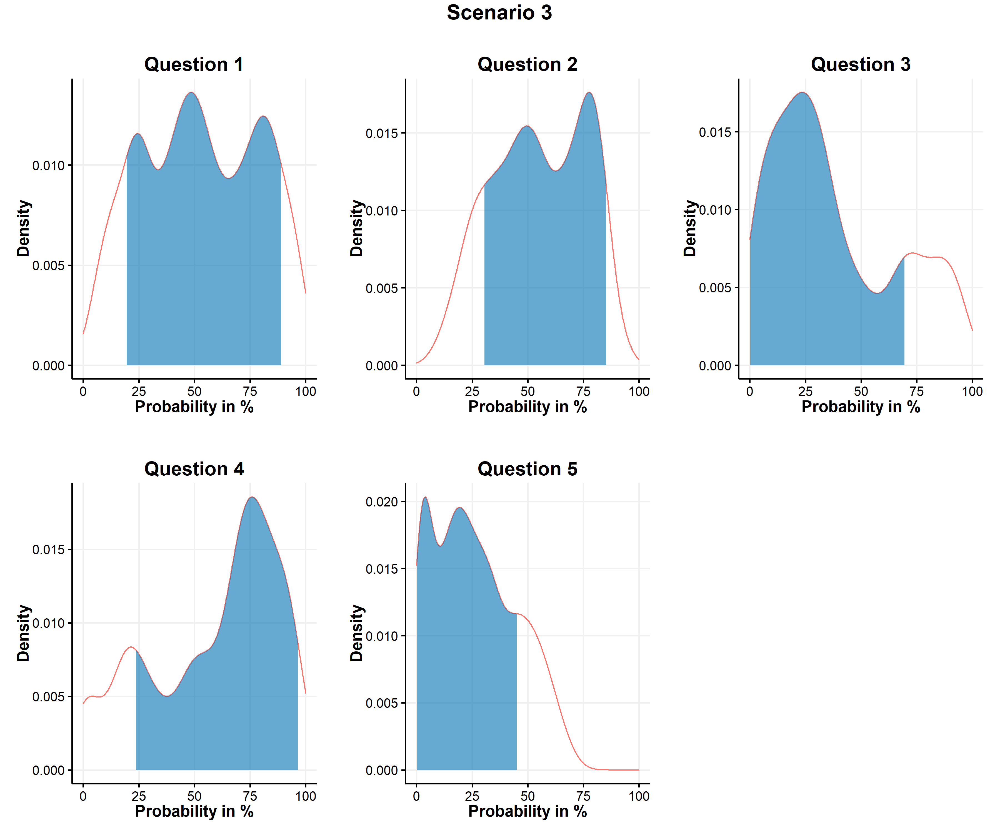 Scenario 3
Question 1
Question 2
Question 3
Density
0.010
0.005
0.000
0 25 50 75 100
Probability in %
Density
0.015
0.010
0.005
0.000
0 25 50 75 100
Probability in %
Density
0.015
0.010
0.005
0.000
0 25 50 75 100
Probability in %
Question 4
Question 5
Density
0.015
0.010
0.005
0.000
0 25 50 75 100
Probability in %
Density
0.020
0.015
0.010
0.005
0.000
0 25 50 75 100
Probability in %